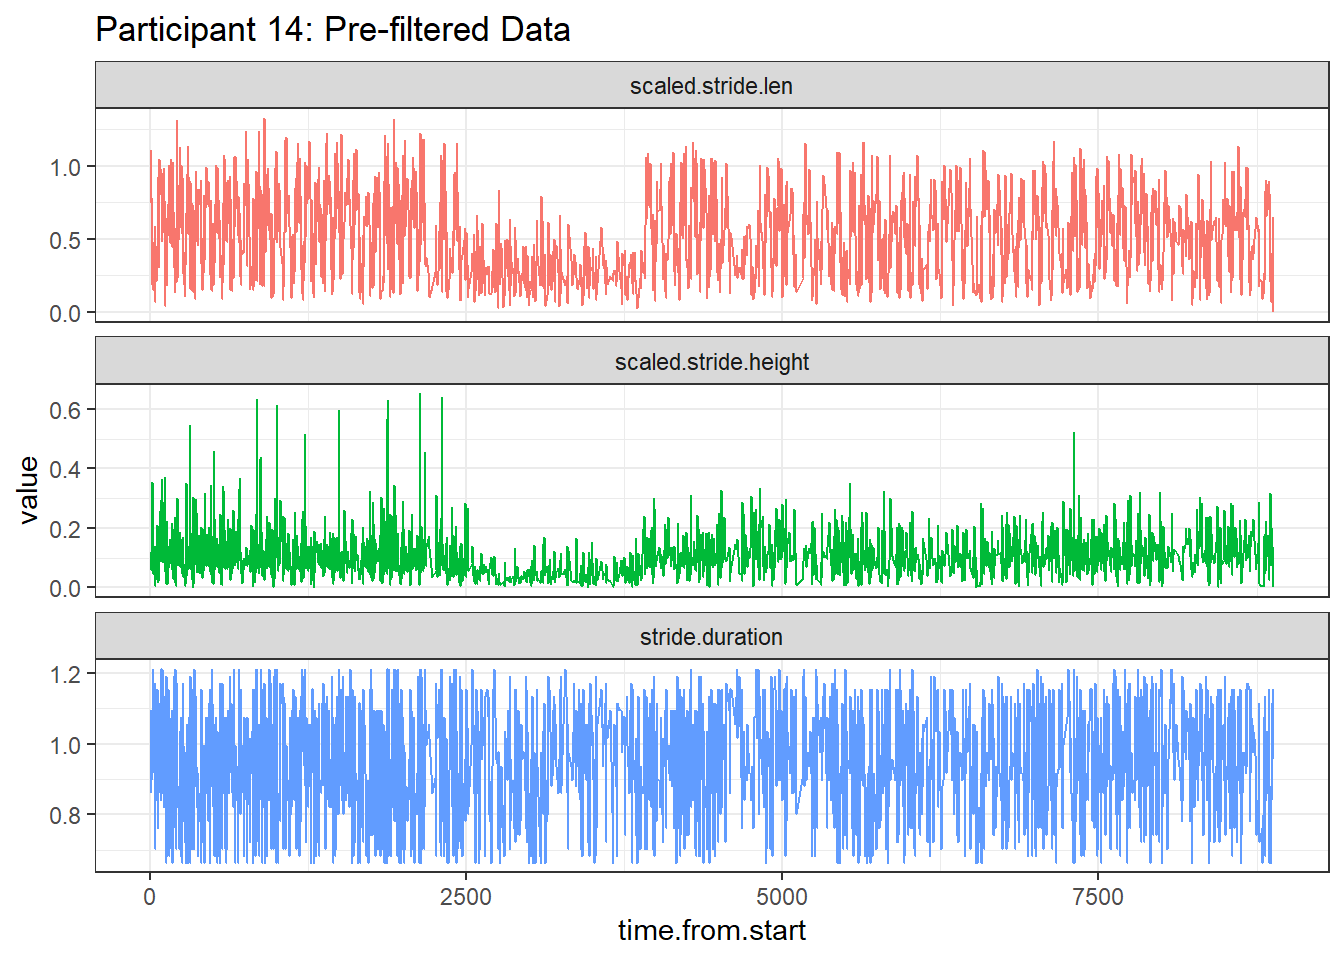 Participant 14: Pre-filtered Data
scaled.stride.len
1.0
0.5
0.0
scaled.stride.height
0.6
0.4
0.2
0.0
value
stride.duration
1.2
1.0
0.8
0 2500 5000 7500
time.from.start